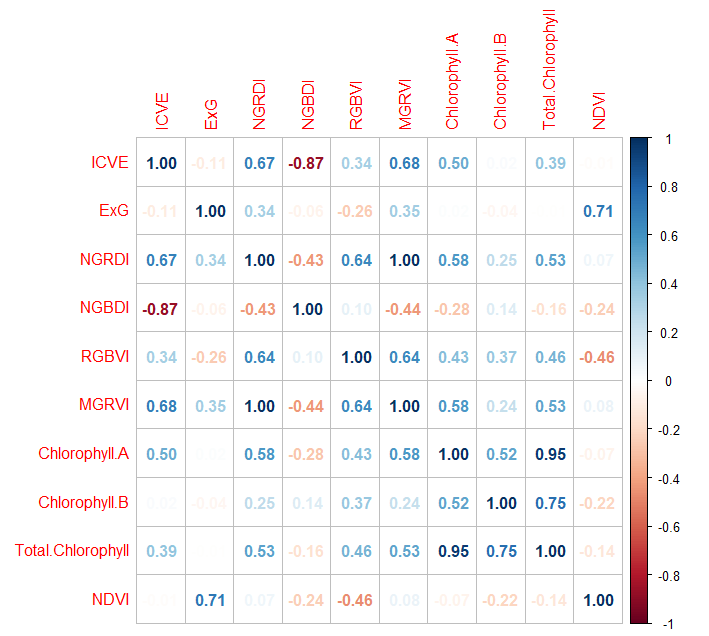 ICVE ExG NGRDI NGBDI RGBVI MGRVI Chlorophyll.A Chlorophyll.B Total.Chlorophyll NDVI
ICVE 1.00 -0.11 0.67 -0.87 0.34 0.68 0.50 0.02 0.39
ExG -0.11 1.00 0.34 -0.06 -0.26 0.35 -0.04 0.71
NGRDI 0.67 0.34 1.00 -0.43 0.64 1.00 0.58 0.25 0.53 0.07
NGBDI -0.87 -0.06 -0.43 1.00 0.10 -0.44 -0.28 0.14 -0.16 -0.24
RGBVI 0.34 -0.26 0.64 0.10 1.00 0.64 0.43 0.37 0.46 -0.46
MGRVI 0.68 0.35 1.00 -0.44 0.64 1.00 0.58 0.24 0.53 0.08
Chlorophyll.A 0.50 0.58 -0.28 0.43 0.58 1.00 0.52 0.95 -0.07
Chlorophyll.B 0.02 -0.04 0.25 0.14 0.37 0.24 0.52 1.00 0.75 -0.22
Total.Chlorophyll 0.39 0.53 -0.16 0.46 0.53 0.95 0.75 1.00 -0.14
NDVI 0.71 0.07 -0.24 -0.46 0.08 -0.07 -0.22 -0.14 1.00
1
0.8
0.6
0.4
0.2
0
-0.2
-0.4
-0.6
-0.8
-1